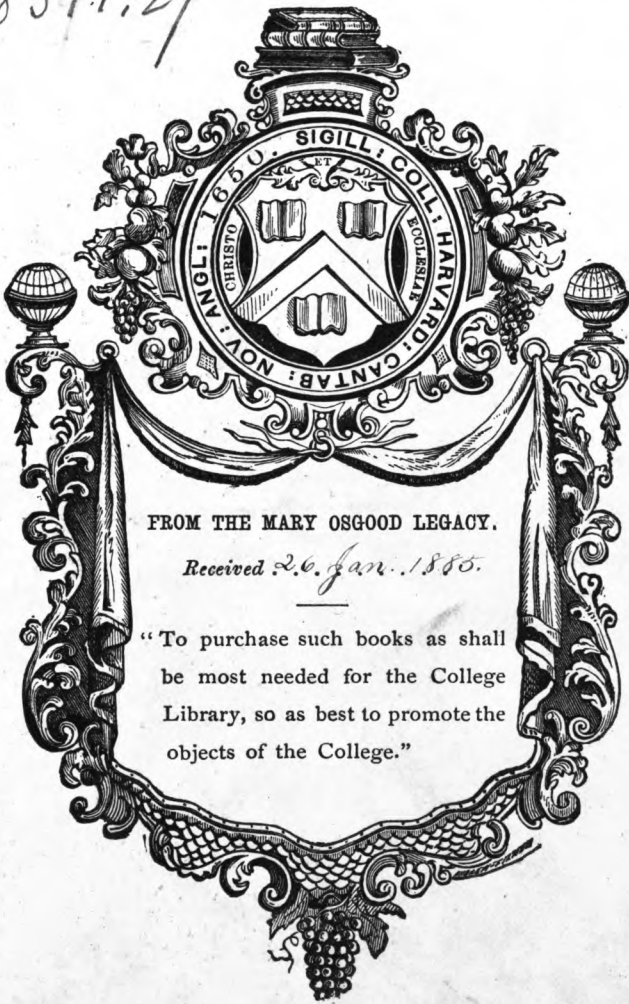 SIGILL: COLL: HARVARD: CANTAB: NOV: ANGL: 1650.
CHRISTO
ET
ECCLESIAE
FROM THE MARY OSGOOD LEGACY.
Received 26. Jan. 1885.
“To purchase such books as shall
be most needed for the College
Library, so as best to promote the
objects of the College.”